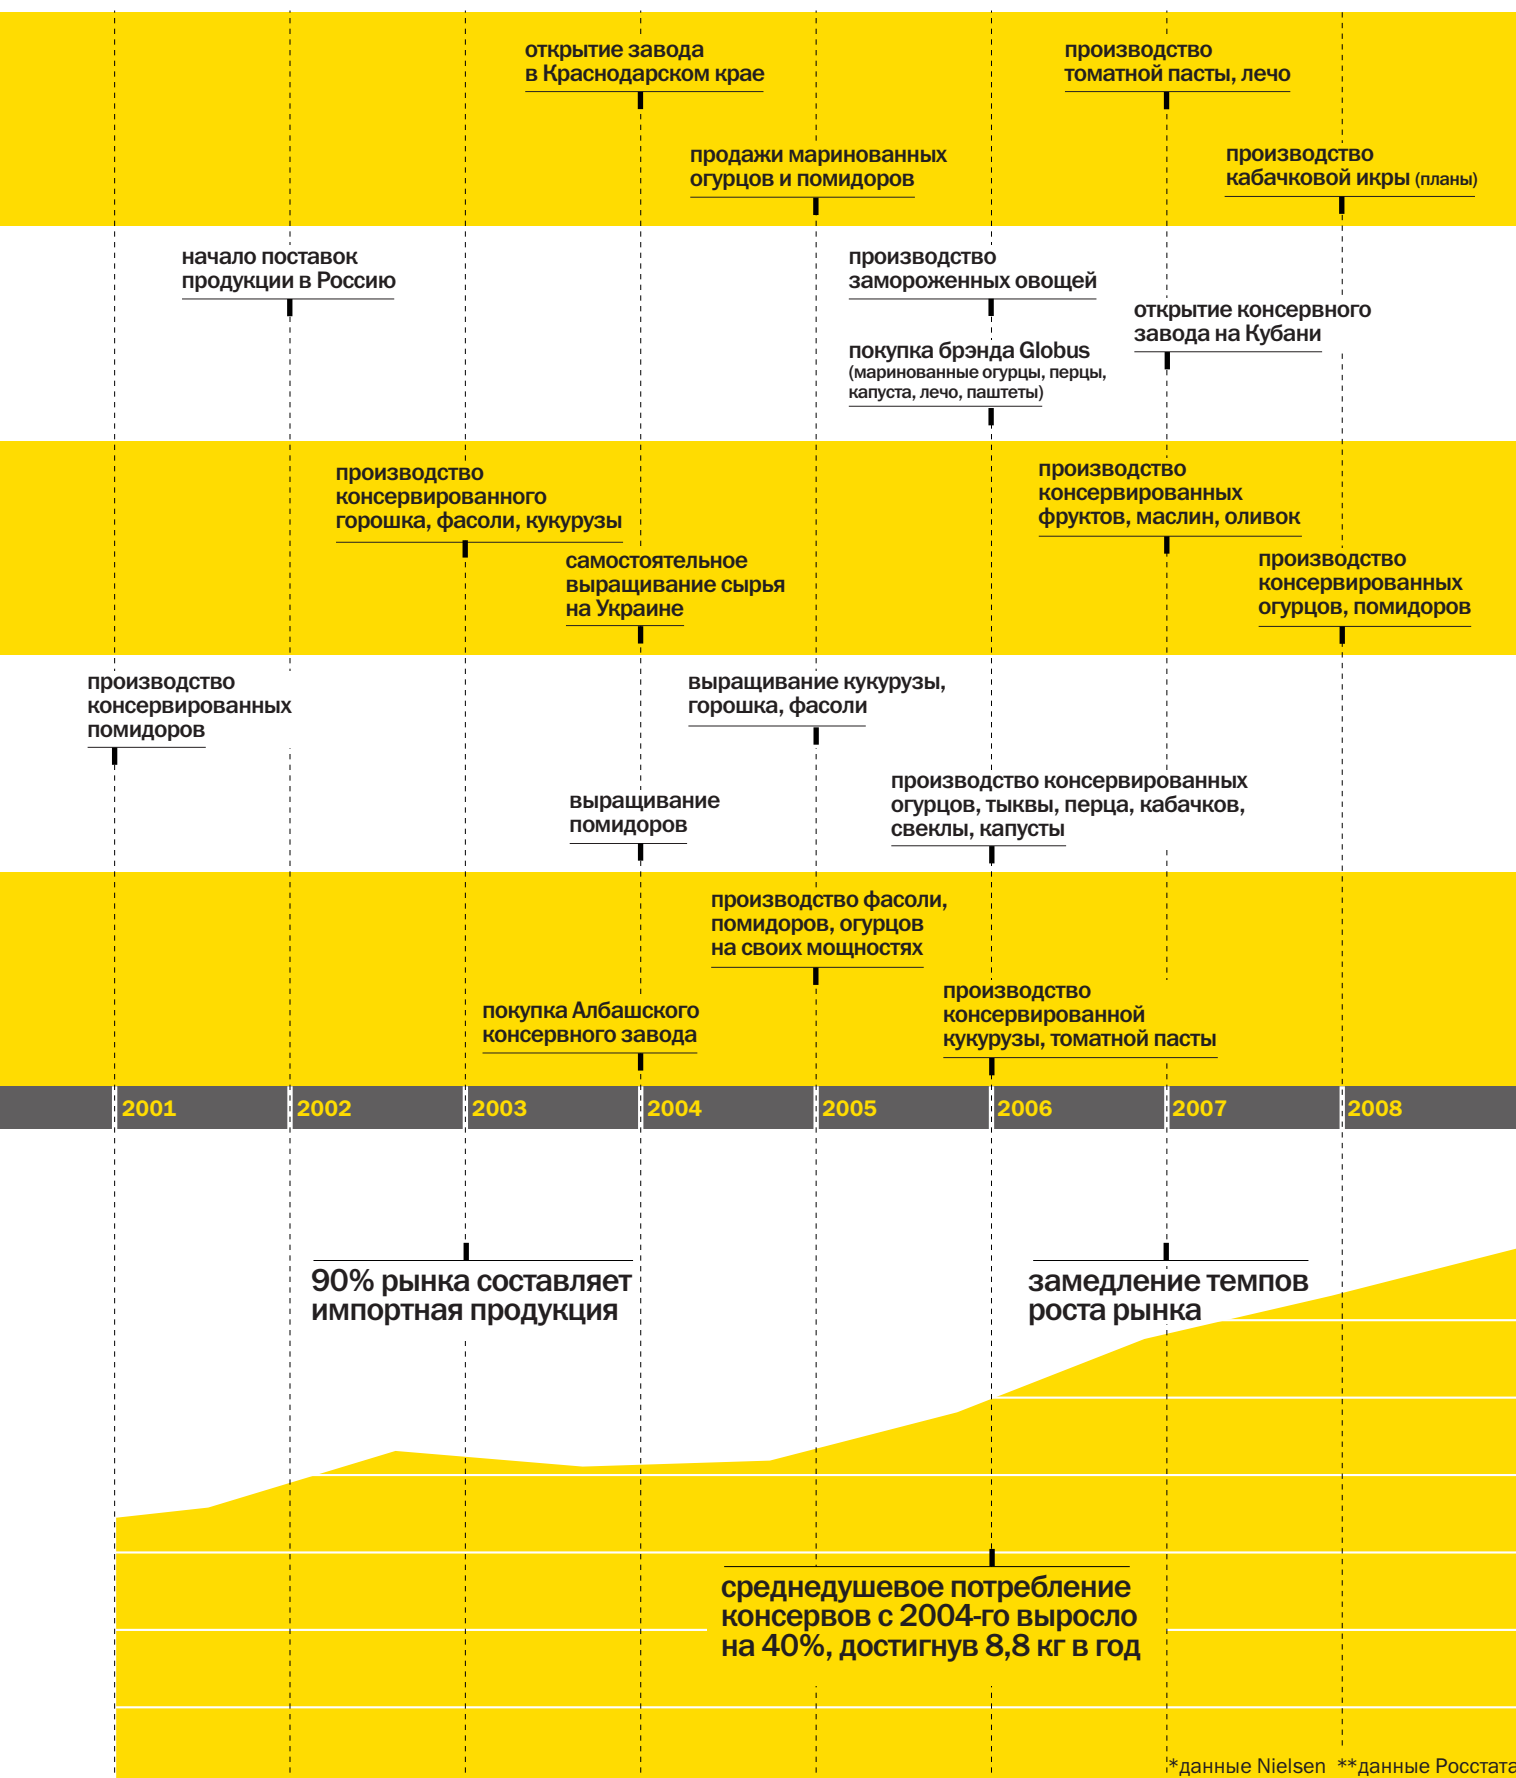 открытие завода
в Краснодарском крае
производство
томатной пасты, лечо
продажи маринованных
огурцов и помидоров
производство
кабачковой икры (планы)
начало поставок
продукции в Россию
производство
замороженных овощей
открытие консервного
завода на Кубани
покупка брэнда Globus
(маринованные огурцы, перцы,
капуста, лечо, паштеты)
производство
консервированного
горошка, фасоли, кукурузы
производство
консервированных
фруктов, маслин, оливок
самостоятельное
выращивание сырья
на Украине
производство
консервированных
огурцов, помидоров
производство
консервированных
помидоров
выращивание кукурузы,
горошка, фасоли
выращивание
помидоров
производство консервированных
огурцов, тыквы, перца, кабачков,
свеклы, капусты
производство фасоли,
помидоров, огурцов
на своих мощностях
покупка Албашского
консервного завода
производство
консервированной
кукурузы, томатной пасты
2001 2002 2003 2004 2005 2006 2007 2008
90% рынка составляет
импортная продукция
замедление темпов
роста рынка
среднедушевое потребление
консервов с 2004-го выросло
на 40%, достигнув 8,8 кг в год
*данные Nielsen **данные Росстата